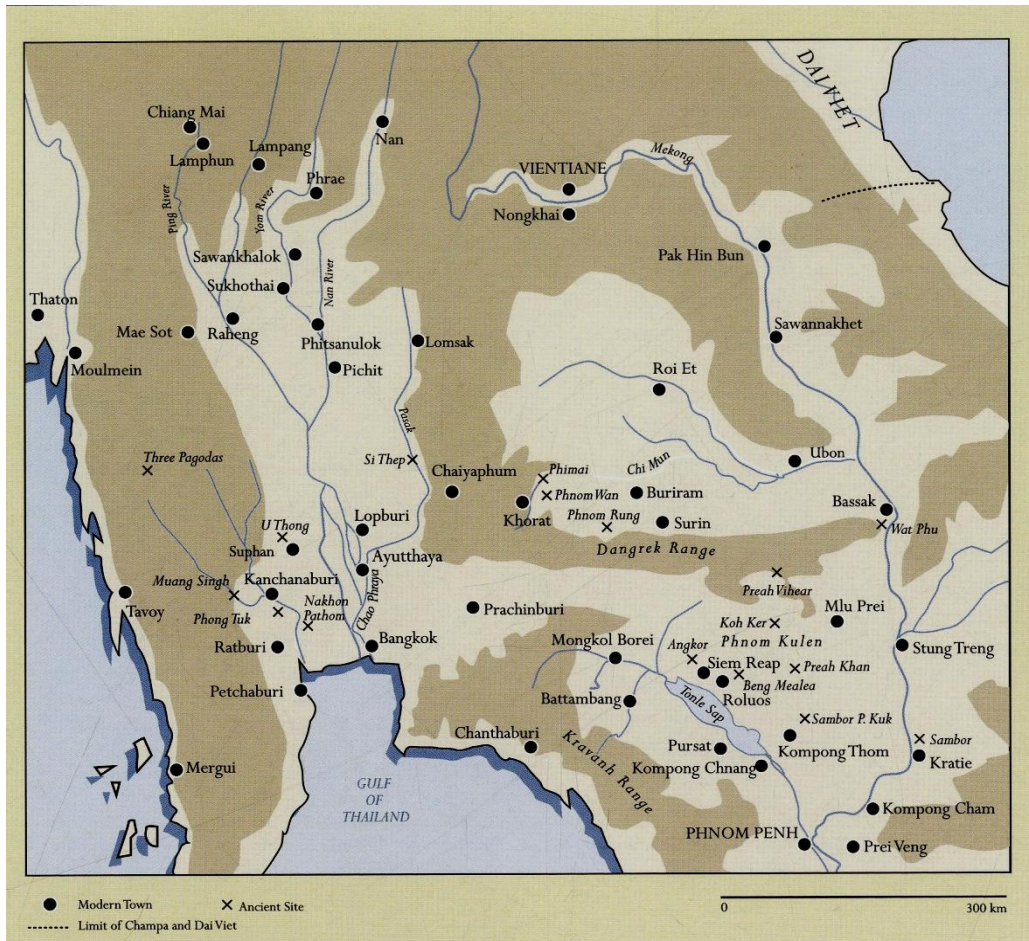 DAI VIET
Chiang Mai
Lamphun
Lampang
Nan
Phrae
Ping River
Yom River
Nan River
VIENTIANE
Mekong
Nongkhai
Sawankhalok
Sukhothai
Pak Hin Bun
Thaton
Mae Sot
Raheng
Phitsanulok
Lomsak
Sawannakhet
Moulmein
Pichit
Roi Et
Pasak
Three Pagodas
Si Thep
Chaiyaphum
Phimai
Chi Mun
Ubon
Phnom Wan
Buriram
Khorat
Phnom Rung
Surin
Bassak
Wat Phu
U Thong
Lopburi
Suphan
Ayutthaya
Dangrek Range
Muang Singh
Kanchanaburi
Preah Vihear
Tavoy
Phong Tuk
Nakhon
Pathom
Chao Phraya
Prachinburi
Koh Ker
Mlu Prei
Ratburi
Bangkok
Mongkol Borei
Phnom Kulen
Angkor
Siem Reap
Preah Khan
Stung Treng
Petchaburi
Battambang
Roluos
Beng Mealea
Tonle Sap
Sambor P. Kuk
Chanthaburi
Kravanh Range
Pursat
Kompong Thom
Sambor
Kratie
Mergui
Kompong Chnang
GULF
OF
THAILAND
Kompong Cham
PHNOM PENH
Prei Veng
Modern Town
Ancient Site
Limit of Champa and Dai Viet
0
300 km